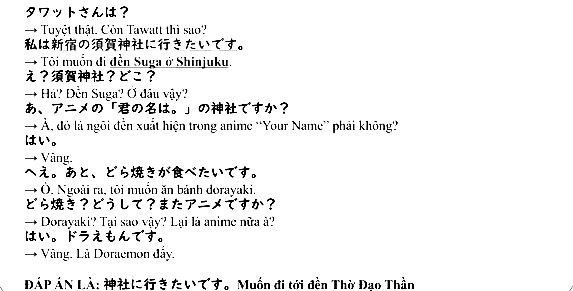 タワットさんは？
→ Tuyệt thật. Còn Tawatt thì sao?
私は新宿の須賀神社に行きたいです。
→ Tôi muốn đi đền Suga ở Shinjuku.
え？須賀神社？どこ？
→ Hả? Đền Suga? Ở đâu vậy?
あ、アニメの「君の名は。」の神社ですか？
→ À, đó là ngôi đền xuất hiện trong anime “Your Name” phải không?
はい。
→ Vâng.
へえ。あと、どら焼きが食べたいです。
→ Ồ. Ngoài ra, tôi muốn ăn bánh dorayaki.
どら焼き？どうして？またアニメですか？
→ Dorayaki? Tại sao vậy? Lại là anime nữa à?
はい。ドラえもんです。
→ Vâng. Là Doraemon đấy.
ĐÁP ÁN LÀ: 神社に行きたいです。Muốn đi tới đền Thờ Đạo Thần